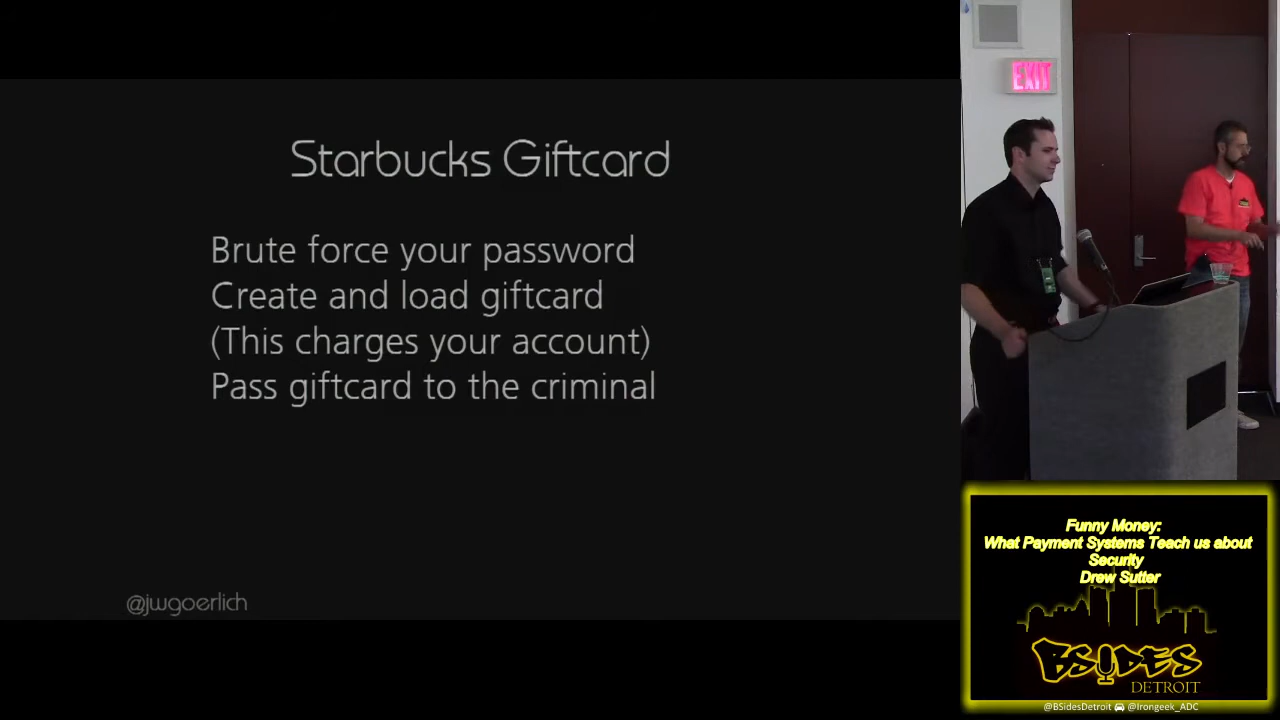 Starbucks Giftcard
Brute force your password
Create and load giftcard
(This charges your account)
Pass giftcard to the criminal
@jwgoerlich
EXIT
Funny Money:
What Payment Systems Teach us about
Security
Drew Sutter
BSIDES
DETROIT
@BSidesDetroit @Irongeek_ADC